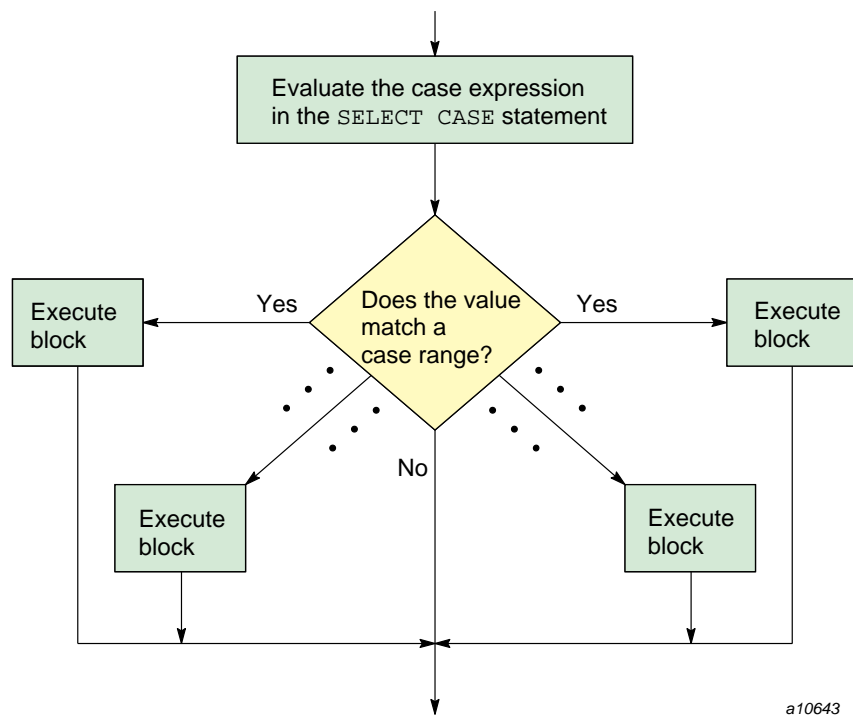 Evaluate the case expression
in the SELECT CASE statement
Yes
Does the value
match a
case range?
Yes
Execute
block
Execute
block
No
Execute
block
Execute
block
a10643